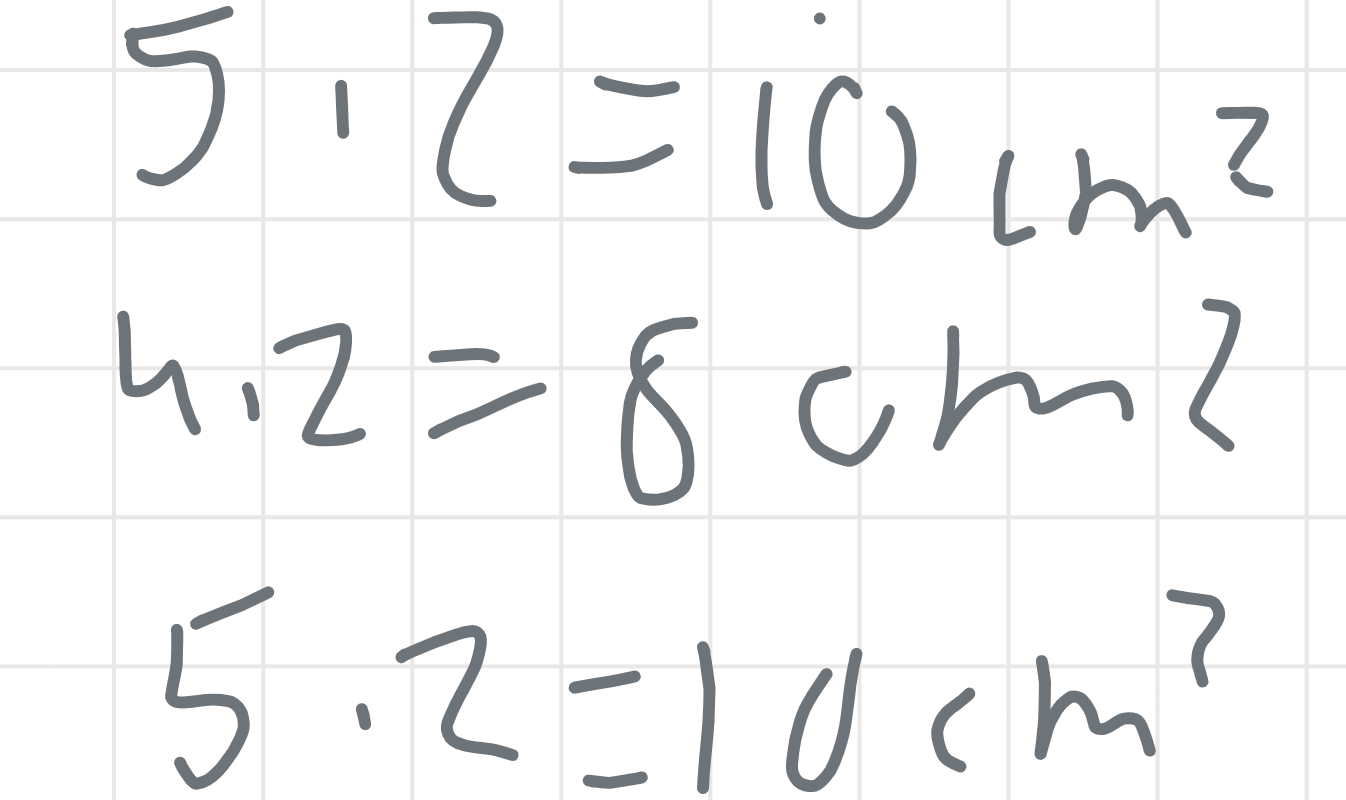 5 · 2 = 10 cm²
4 · 2 = 8 cm²
5 · 2 = 10 cm²